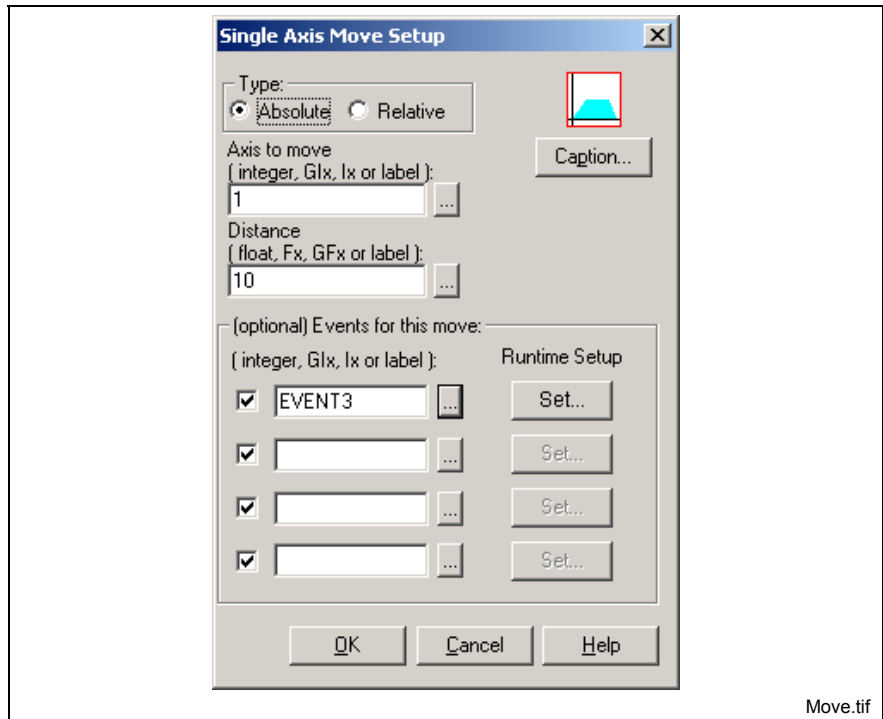 Single Axis Move Setup
Type:
Absolute Relative
Axis to move
( integer, GIx, Ix or label ):
1
...
Caption...
Distance
( float, Fx, GFx or label ):
10
...
(optional) Events for this move:
( integer, GIx, Ix or label ): Runtime Setup
EVENT3 ... Set...
... Set...
... Set...
... Set...
OK Cancel Help
Move.tif